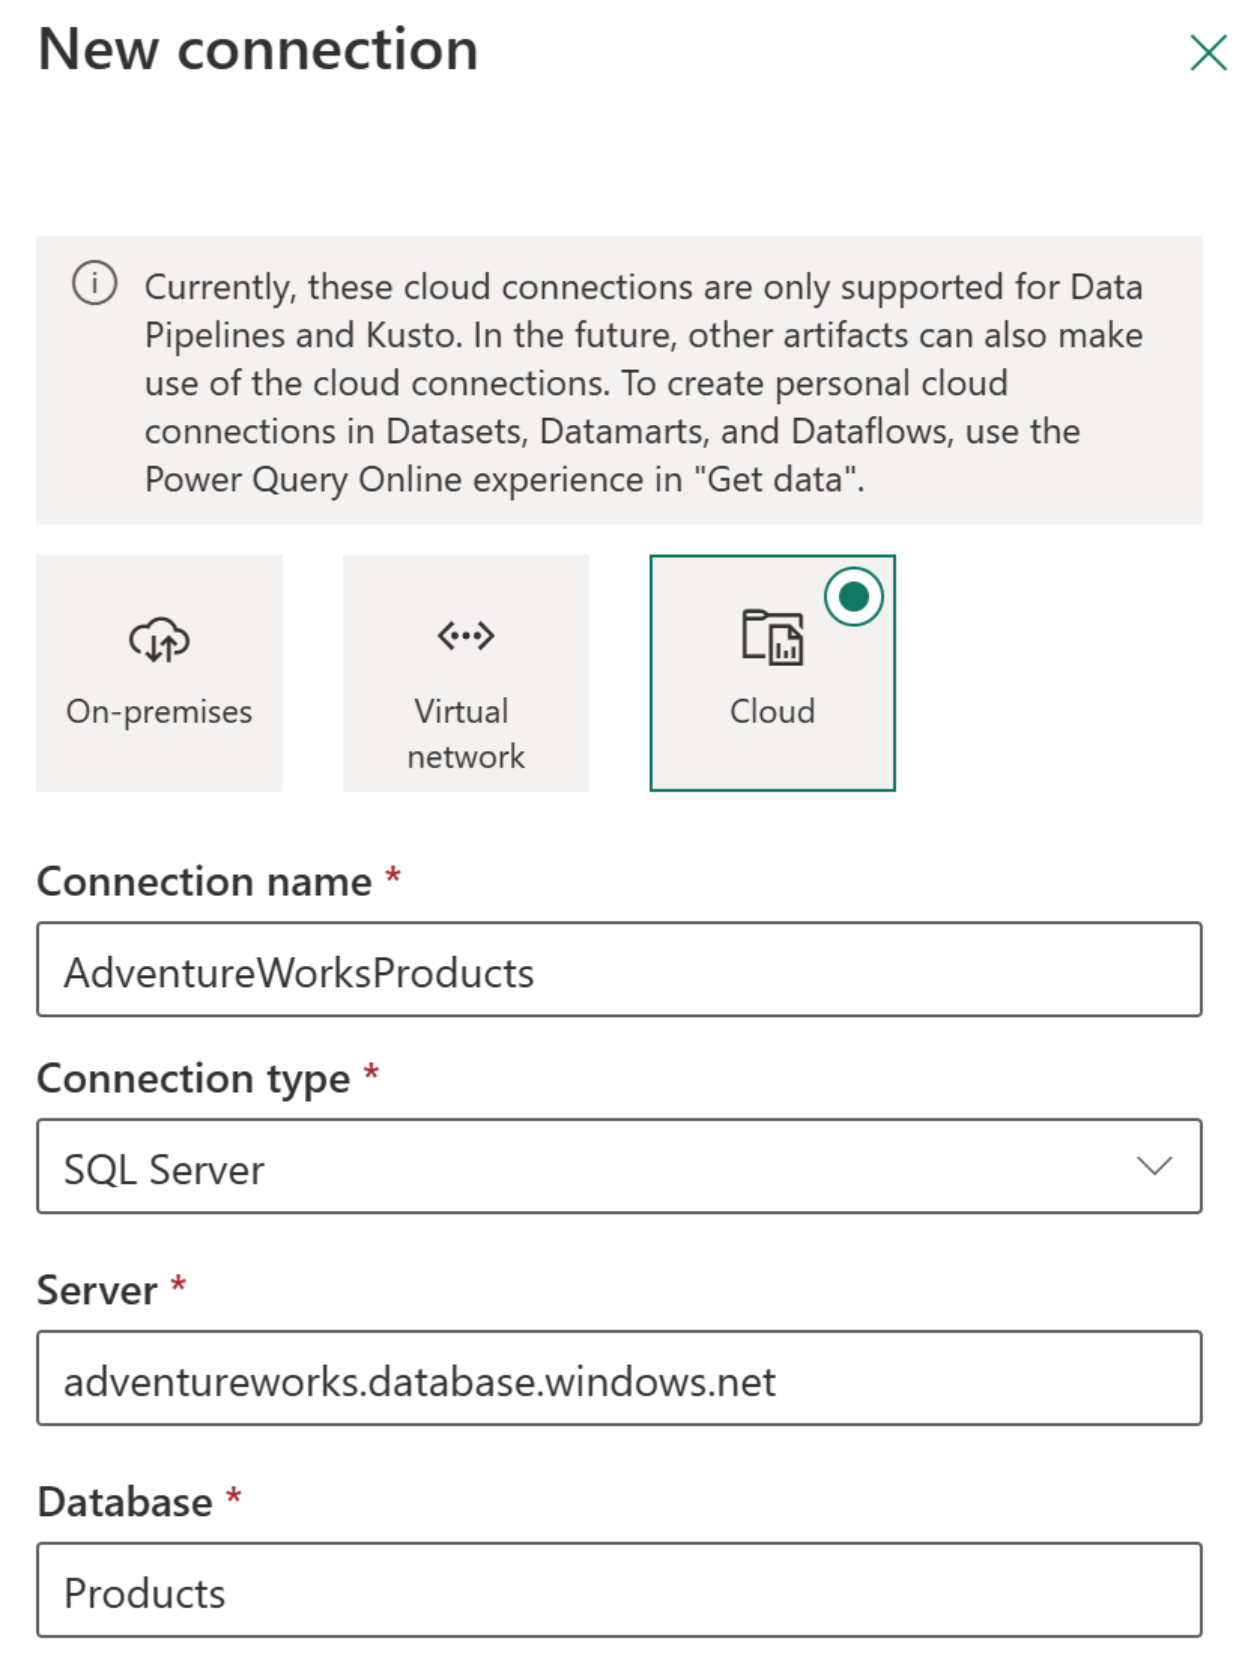 New connection
Currently, these cloud connections are only supported for Data
Pipelines and Kusto. In the future, other artifacts can also make
use of the cloud connections. To create personal cloud
connections in Datasets, Datamarts, and Dataflows, use the
Power Query Online experience in "Get data".
On-premises
Virtual
network
Cloud
Connection name *
AdventureWorksProducts
Connection type *
SQL Server
Server *
adventureworks.database.windows.net
Database *
Products